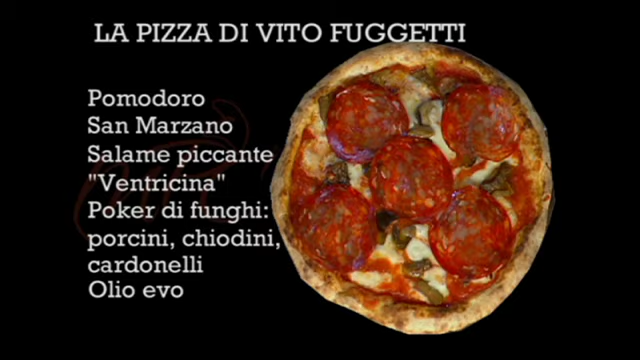 LA PIZZA DI VITO FUGGETTI
Pomodoro
San Marzano
Salame piccante
"Ventricina"
Poker di funghi:
porcini, chiodini,
cardonelli
Olio evo